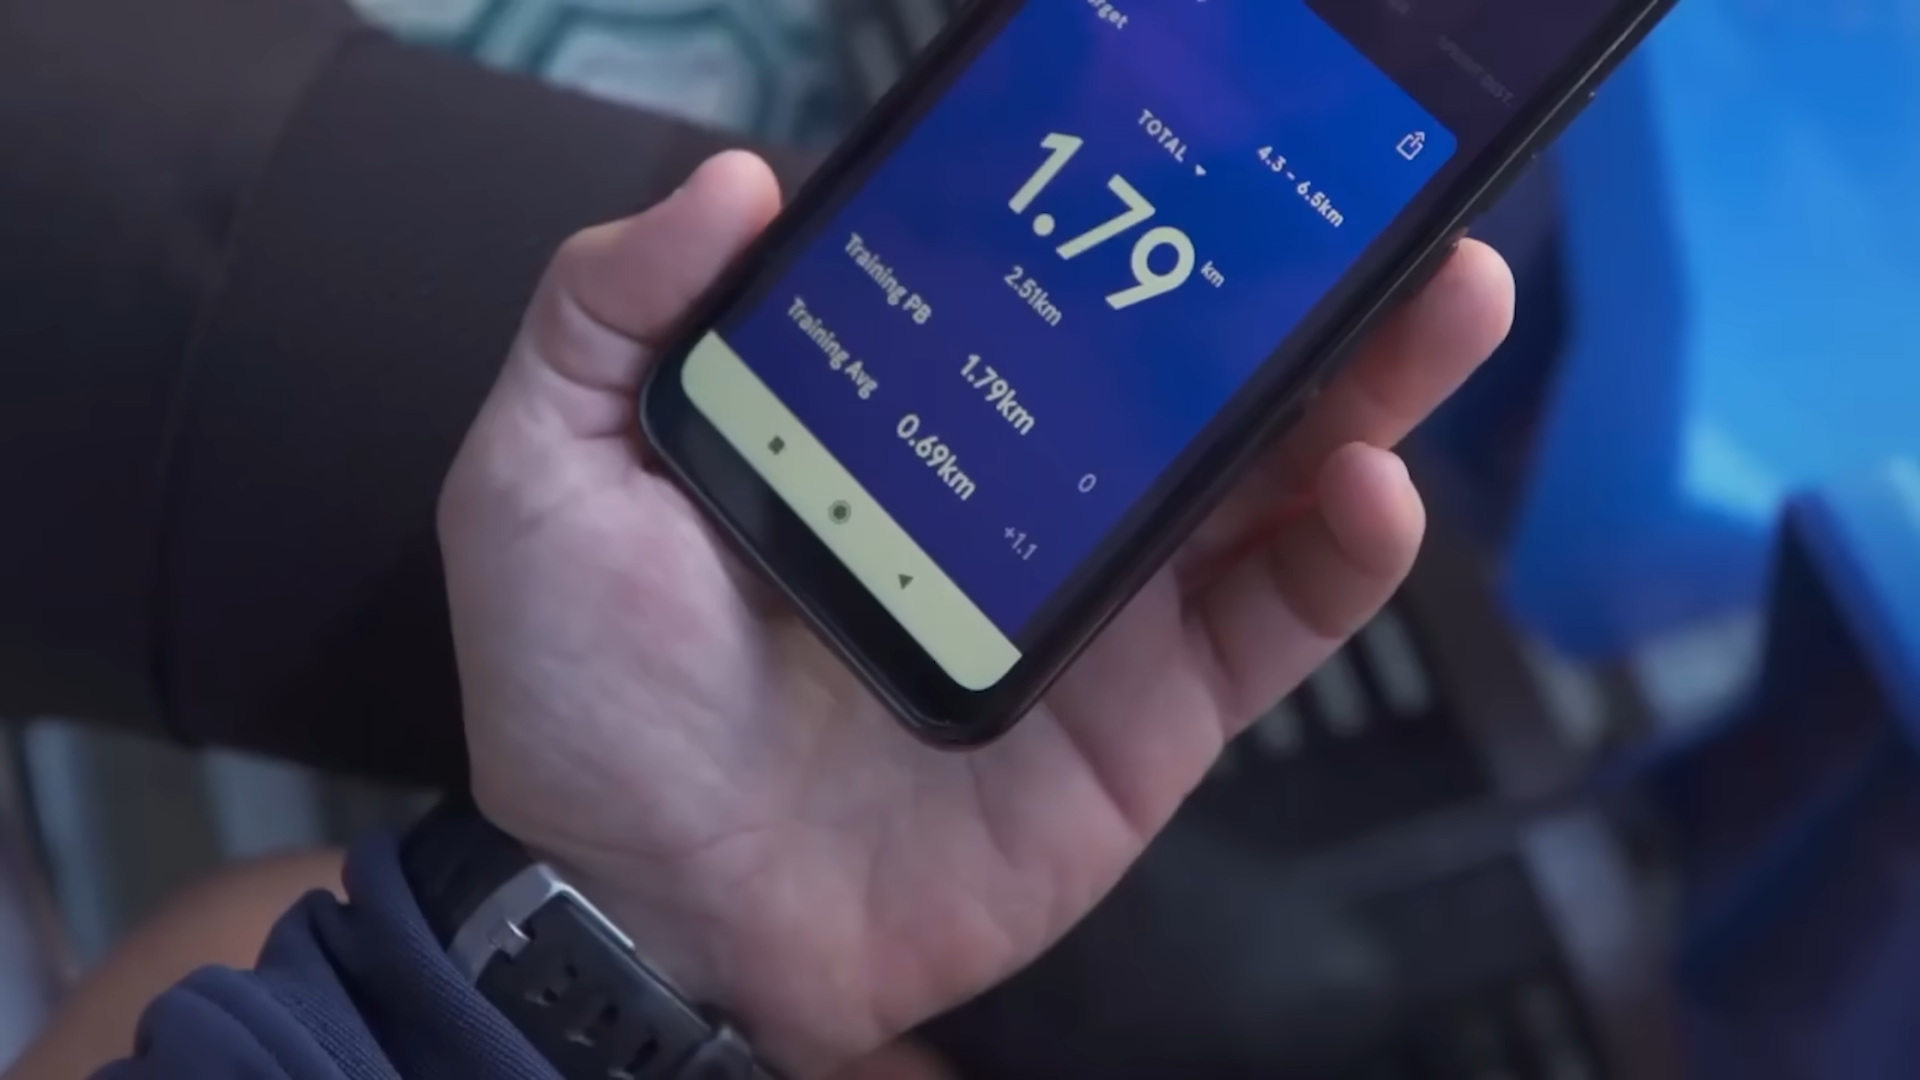 TOTAL
4.3 - 6.5km
1.79 km
2.51km
Training PB 1.79km 0
Training Avg 0.69km +1.1